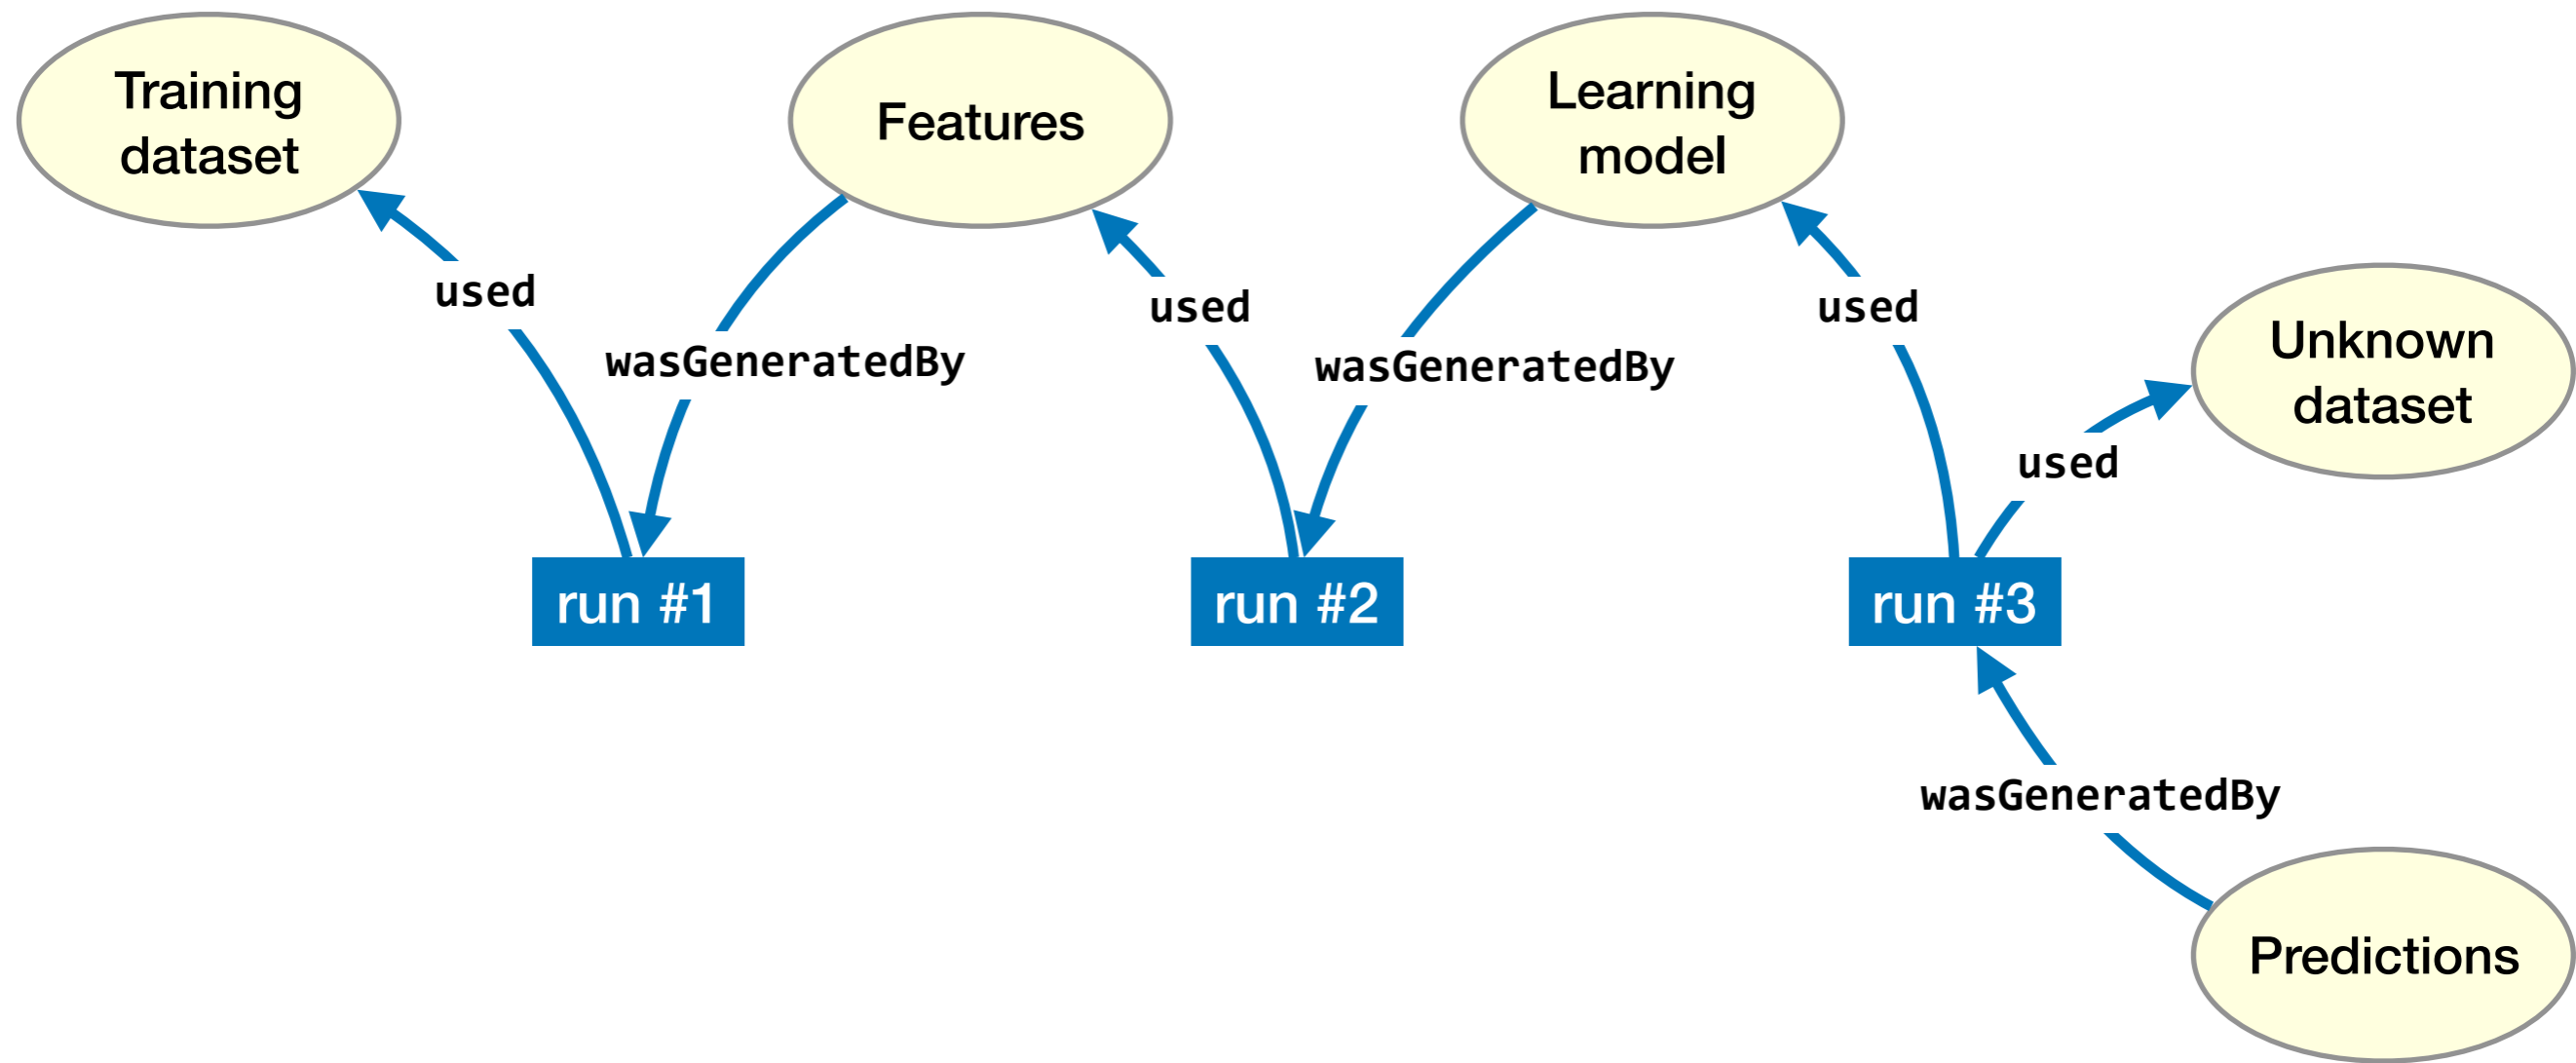 Training
dataset
Features
Learning
model
used
wasGeneratedBy
used
wasGeneratedBy
used
Unknown
dataset
used
run #1
run #2
run #3
wasGeneratedBy
Predictions